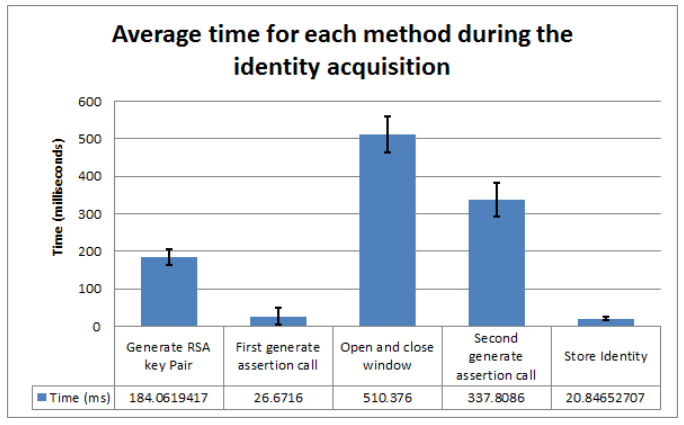 Average time for each method during the
identity acquisition
Time (milliseconds)
600
500
400
300
200
100
0
Generate RSA
key Pair
First generate
assertion call
Open and close
window
Second
generate
assertion call
Store Identity
Time (ms)
184.0619417
26.6716
510.376
337.8086
20.84652707